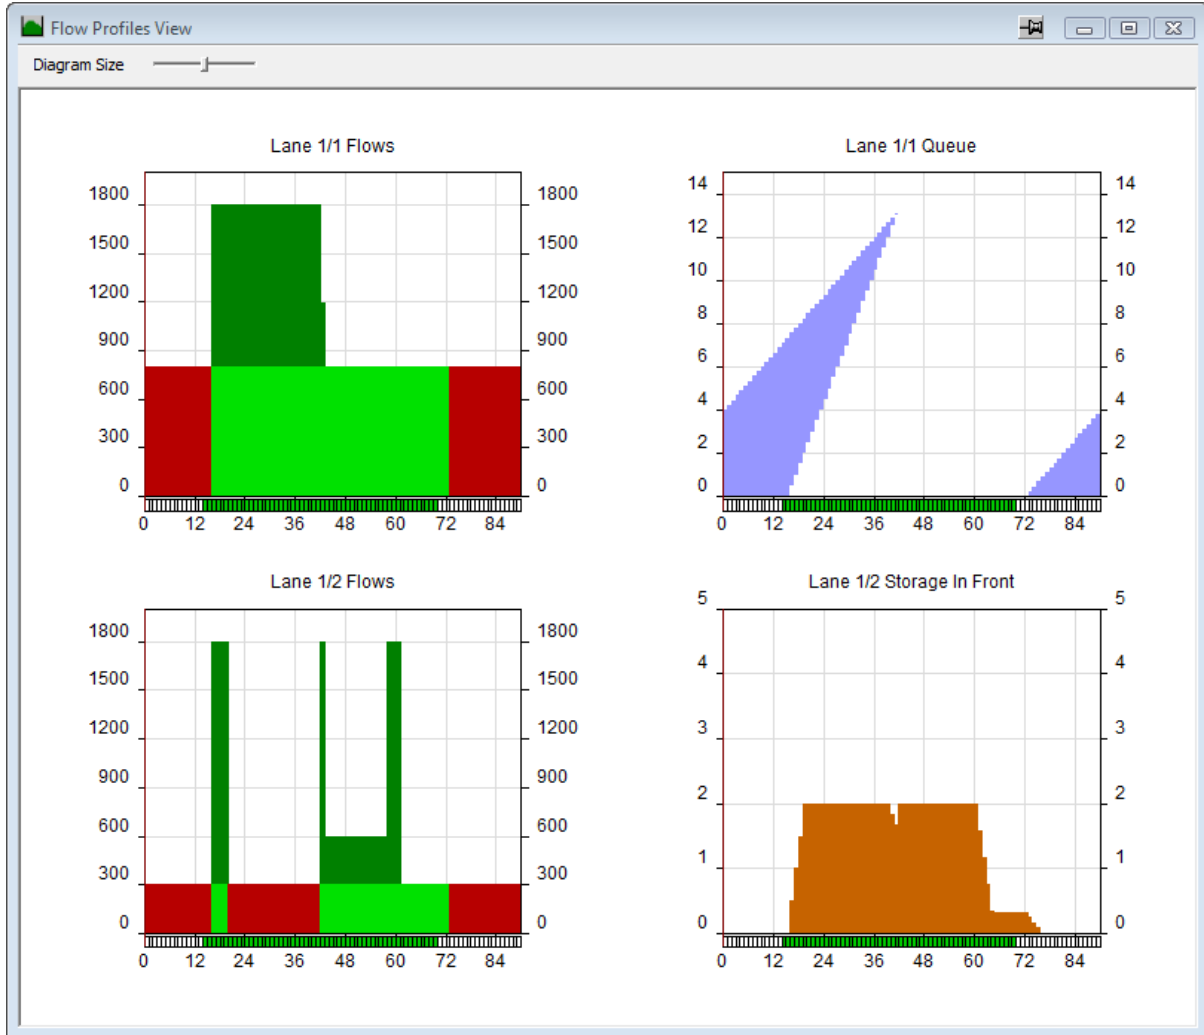 Flow Profiles View
Diagram Size
Lane 1/1 Flows
1800 1800
1500 1500
1200 1200
900 900
600 600
300 300
0 0
0 12 24 36 48 60 72 84
Lane 1/1 Queue
14 14
12 12
10 10
8 8
6 6
4 4
2 2
0 0
0 12 24 36 48 60 72 84
Lane 1/2 Flows
1800 1800
1500 1500
1200 1200
900 900
600 600
300 300
0 0
0 12 24 36 48 60 72 84
Lane 1/2 Storage In Front
5 5
4 4
3 3
2 2
1 1
0 0
0 12 24 36 48 60 72 84